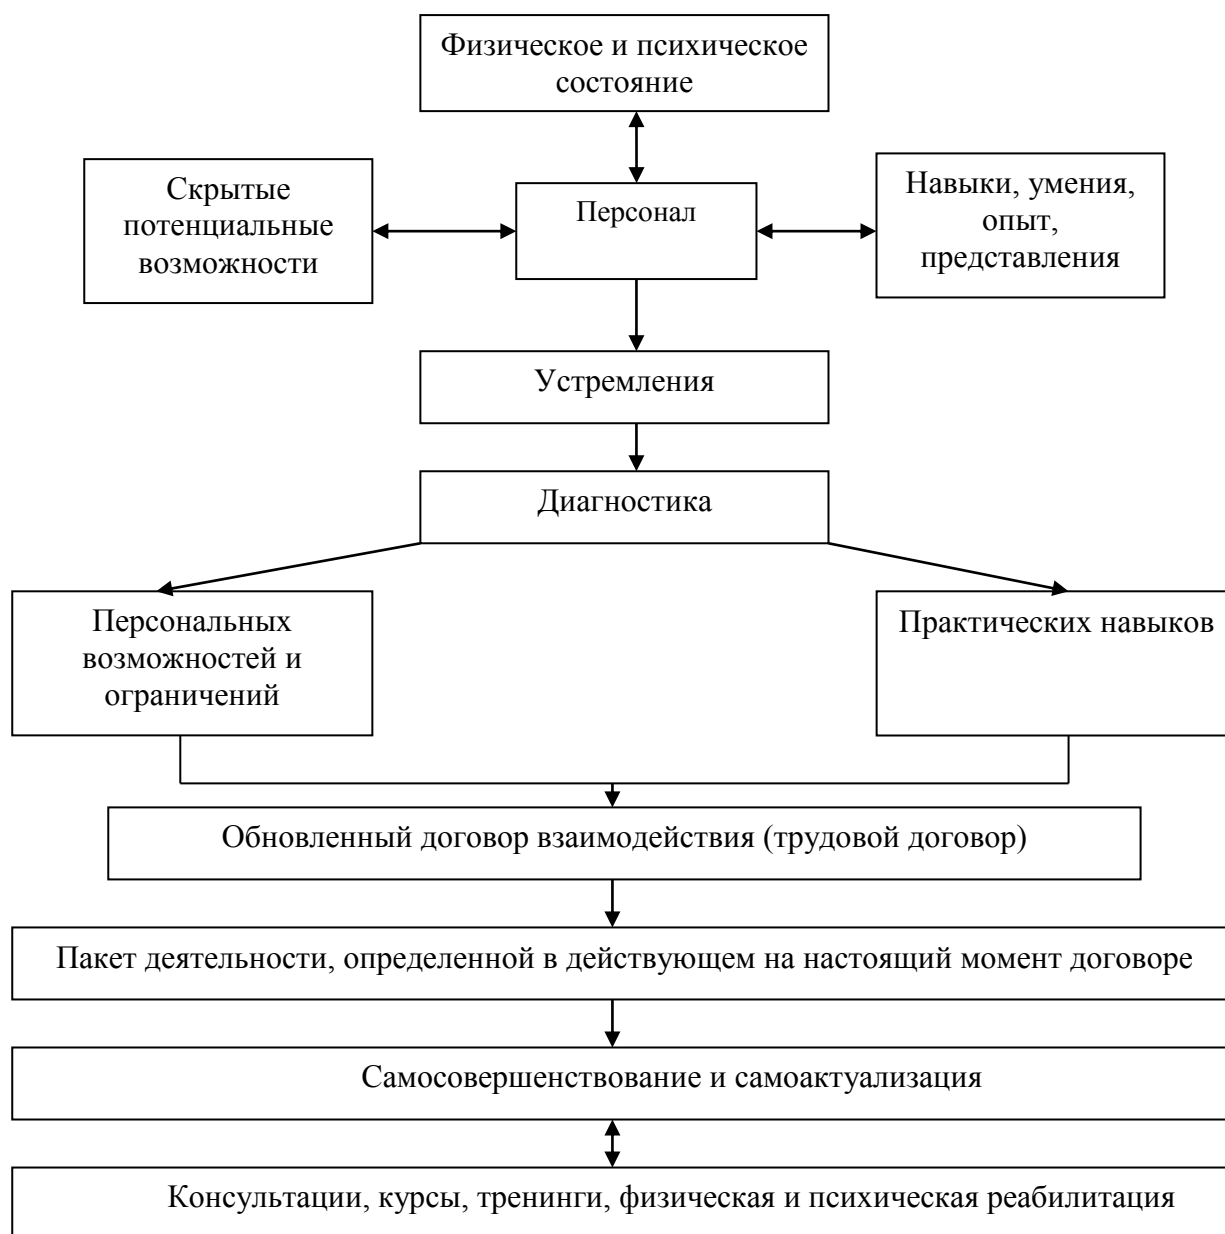 Физическое и психическое
состояние
Скрытые
потенциальные
возможности
Персонал
Навыки, умения,
опыт,
представления
Устремления
Диагностика
Персональных
возможностей и
ограничений
Практических навыков
Обновленный договор взаимодействия (трудовой договор)
Пакет деятельности, определенной в действующем на настоящий момент договоре
Самосовершенствование и самоактуализация
Консультации, курсы, тренинги, физическая и психическая реабилитация